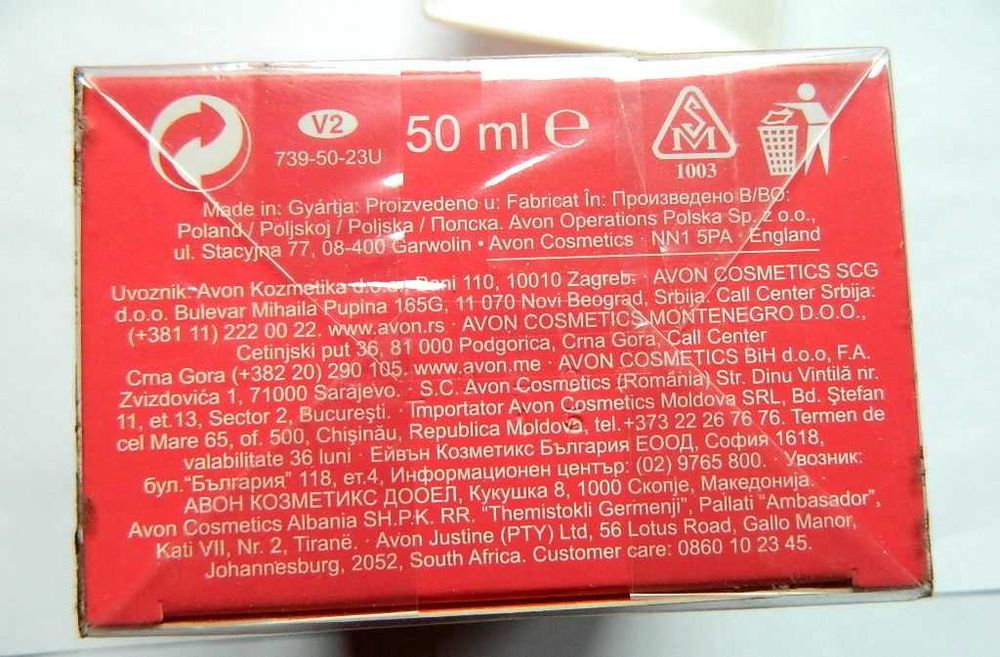 V2
739-50-23U
50 ml ℮
SVM
1003
Made in: Gyártja: Proizvedeno u: Fabricat În: Произведено В/ВО:
Poland / Poljskoj / Poljska / Полска. Avon Operations Polska Sp. z o.o.,
ul. Stacyjna 77, 08-400 Garwolin • Avon Cosmetics · NN1 5PA · England
Uvoznik: Avon Kozmetika d.o.o., 110, 10010 Zagreb. · AVON COSMETICS SCG
d.o.o. Bulevar Mihaila Pupina 165G, 11 070 Novi Beograd, Srbija. Call Center Srbija:
(+381 11) 222 00 22. www.avon.rs · AVON COSMETICS MONTENEGRO D.O.O.,
Cetinjski put 36, 81 000 Podgorica, Crna Gora, Call Center
Crna Gora (+382 20) 290 105. www.avon.me · AVON COSMETICS BiH d.o.o, F.A.
Zvizdovića 1, 71000 Sarajevo. · S.C. Avon Cosmetics (România) Str. Dinu Vintilă nr.
11, et.13, Sector 2, Bucureşti. · Importator Avon Cosmetics Moldova SRL, Bd. Ştefan
cel Mare 65, of. 500, Chişinău, Republica Moldova, tel.+373 22 26 76 76. Termen de
valabilitate 36 luni · Ейвън Козметикс България ЕООД, София 1618,
бул."България" 118, ет.4, Информационен център: (02) 9765 800. · Увозник:
АВОН КОЗМЕТИКС ДООЕЛ, Кукушка 8, 1000 Скопје, Македонија.
Avon Cosmetics Albania SH.P.K. RR. "Themistokli Germenji", Pallati "Ambasador",
Kati VII, Nr. 2, Tiranë. · Avon Justine (PTY) Ltd, 56 Lotus Road, Gallo Manor,
Johannesburg, 2052, South Africa. Customer care: 0860 10 23 45.